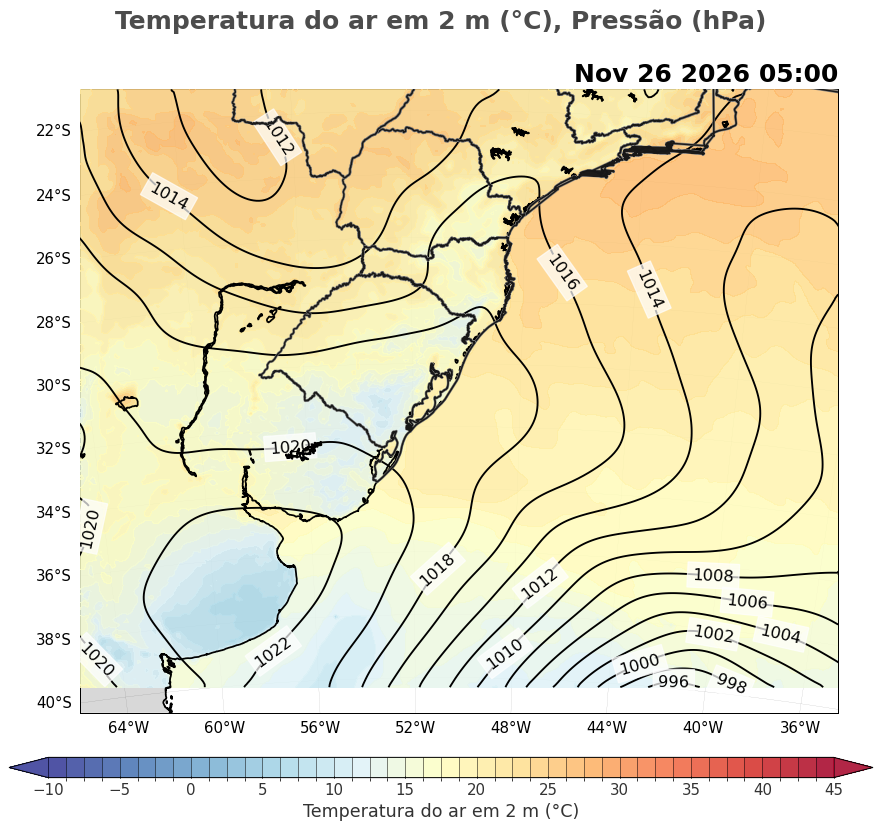 Temperatura do ar em 2 m (°C), Pressão (hPa)
Nov 26 2026 05:00
22°S
24°S
26°S
28°S
30°S
32°S
34°S
36°S
38°S
40°S
1012
1014
1016
1014
1020
1020
1018
1012
1008
1006
1004
1002
1022
1010
1000
998
996
1020
64°W
60°W
56°W
52°W
48°W
44°W
40°W
36°W
−10
−5
0
5
10
15
20
25
30
35
40
45
Temperatura do ar em 2 m (°C)